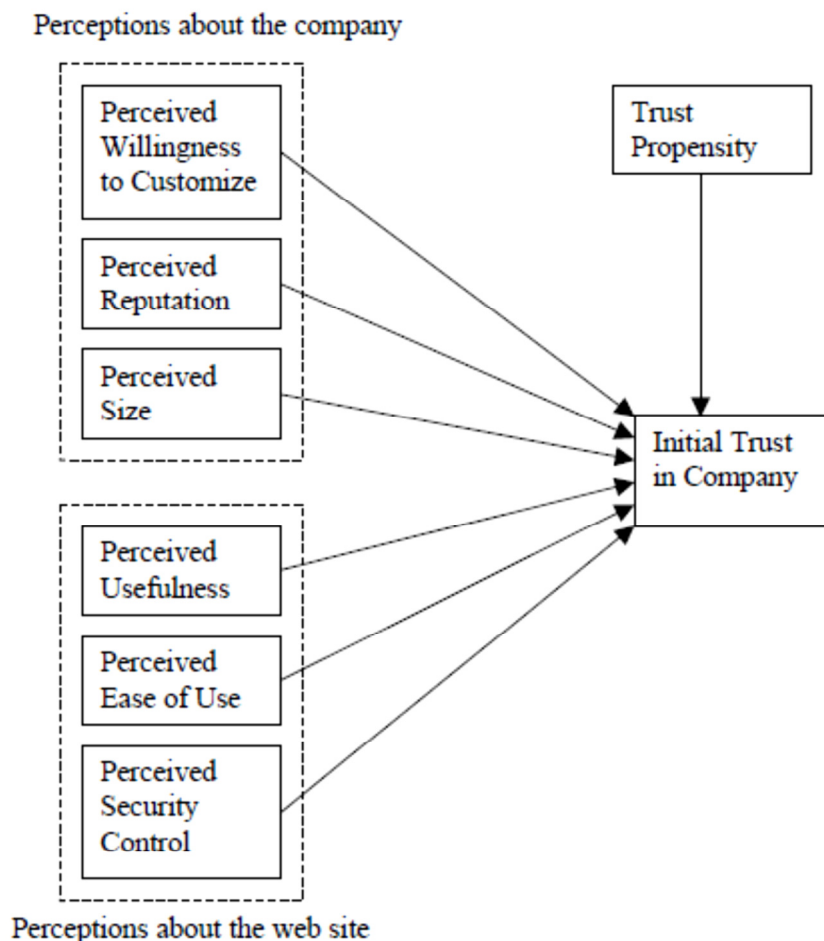 Perceptions about the company
Perceived
Willingness
to Customize
Perceived
Reputation
Perceived
Size
Trust
Propensity
Initial Trust
in Company
Perceived
Usefulness
Perceived
Ease of Use
Perceived
Security
Control
Perceptions about the web site